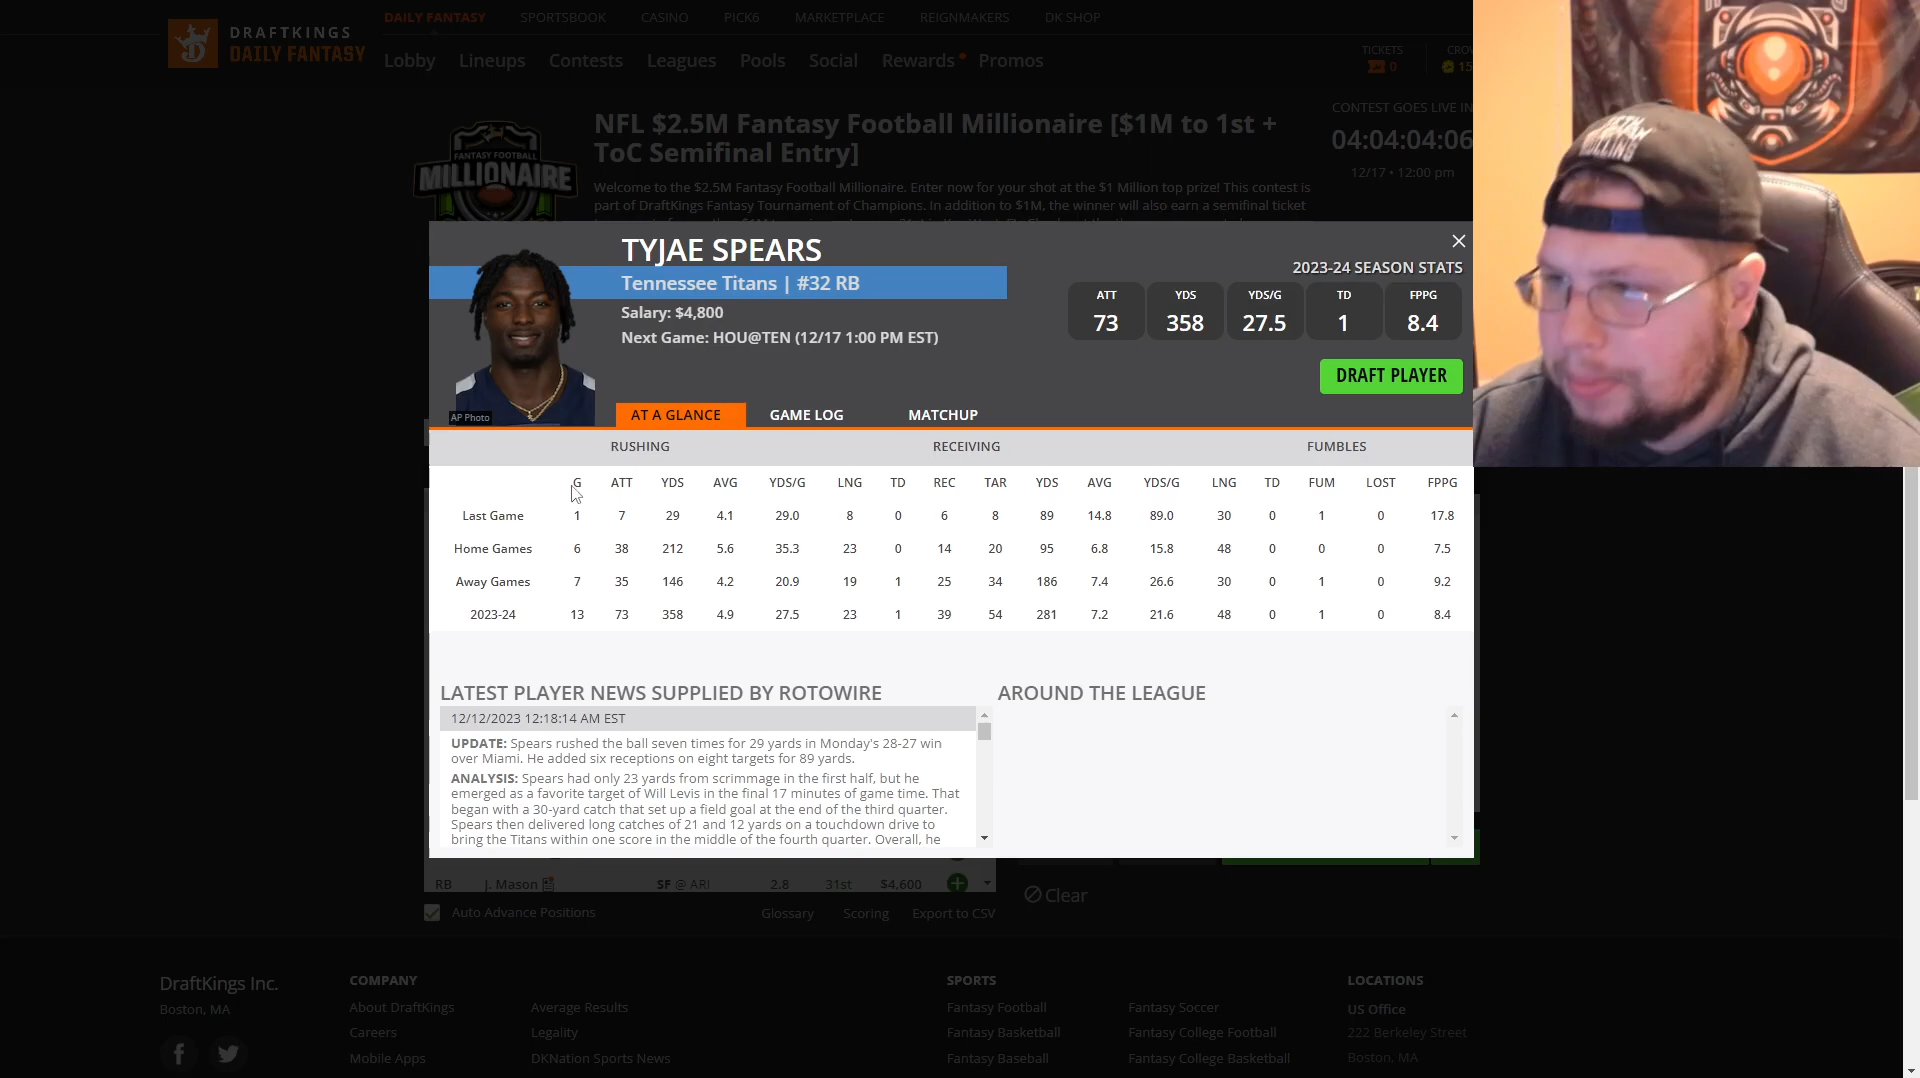 DAILY FANTASY SPORTSBOOK CASINO PICK6 MARKETPLACE REIGNMAKERS DK SHOP
DRAFTKINGS
DAILY FANTASY
Lobby Lineups Contests Leagues Pools Social Rewards Promos
TICKETS
0
15
FANTASY FOOTBALL
MILLIONAIRE
NFL $2.5M Fantasy Football Millionaire [$1M to 1st +
ToC Semifinal Entry]
CONTEST GOES LIVE IN
04:04:04:06
12/17 • 12:00 pm
Welcome to the $2.5M Fantasy Football Millionaire. Enter now for your shot at the $1 Million top prize! This contest is
part of DraftKings Fantasy Tournament of Champions. In addition to $1M, the winner will also earn a semifinal ticket
TYJAE SPEARS
Tennessee Titans | #32 RB
Salary: $4,800
Next Game: HOU@TEN (12/17 1:00 PM EST)
AP Photo
2023-24 SEASON STATS
ATT YDS YDS/G TD FPPG
73 358 27.5 1 8.4
DRAFT PLAYER
AT A GLANCE GAME LOG MATCHUP
RUSHING RECEIVING FUMBLES
G ATT YDS AVG YDS/G LNG TD REC TAR YDS AVG YDS/G LNG TD FUM LOST FPPG
Last Game 1 7 29 4.1 29.0 8 0 6 8 89 14.8 89.0 30 0 1 0 17.8
Home Games 6 38 212 5.6 35.3 23 0 14 20 95 6.8 15.8 48 0 0 0 7.5
Away Games 7 35 146 4.2 20.9 19 1 25 34 186 7.4 26.6 30 0 1 0 9.2
2023-24 13 73 358 4.9 27.5 23 1 39 54 281 7.2 21.6 48 0 1 0 8.4
LATEST PLAYER NEWS SUPPLIED BY ROTOWIRE
12/12/2023 12:18:14 AM EST
UPDATE: Spears rushed the ball seven times for 29 yards in Monday's 28-27 win
over Miami. He added six receptions on eight targets for 89 yards.
ANALYSIS: Spears had only 23 yards from scrimmage in the first half, but he
emerged as a favorite target of Will Levis in the final 17 minutes of game time. That
began with a 30-yard catch that set up a field goal at the end of the third quarter.
Spears then delivered long catches of 21 and 12 yards on a touchdown drive to
bring the Titans within one score in the middle of the fourth quarter. Overall, he
AROUND THE LEAGUE
RB J. Mason SF @ ARI 2.8 31st $4,600
Auto Advance Positions Glossary Scoring Export to CSV
Clear
DraftKings Inc.
Boston, MA
COMPANY
About DraftKings
Careers
Mobile Apps
Average Results
Legality
DKNation Sports News
SPORTS
Fantasy Football
Fantasy Basketball
Fantasy Baseball
Fantasy Soccer
Fantasy College Football
Fantasy College Basketball
LOCATIONS
US Office
222 Berkeley Street
Boston, MA